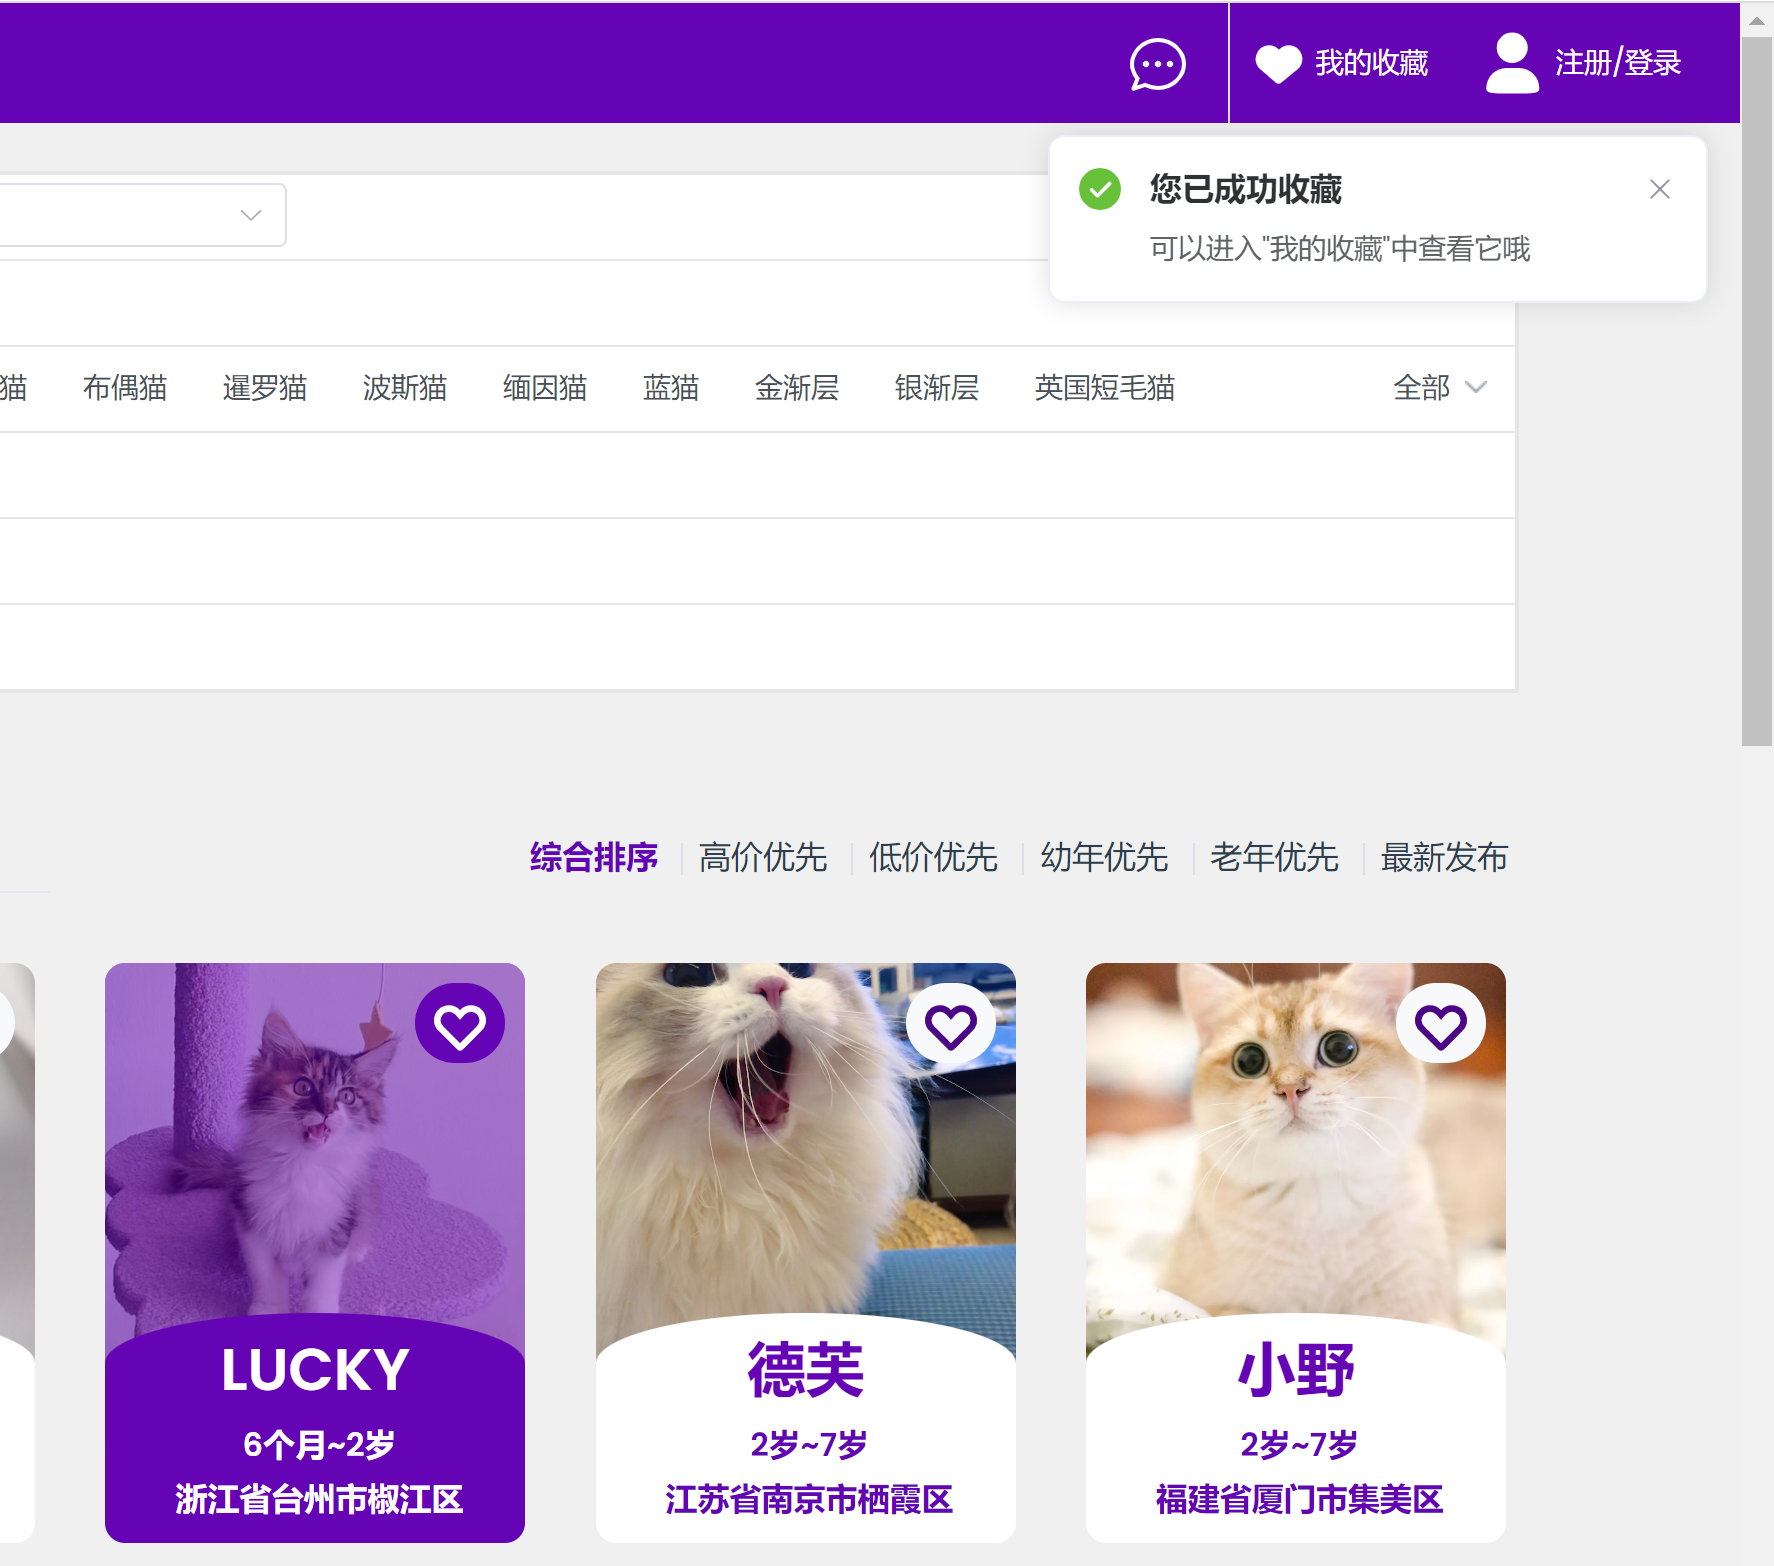 我的收藏
注册/登录
您已成功收藏
可以进入"我的收藏"中查看它哦
猫 布偶猫 暹罗猫 波斯猫 缅因猫 蓝猫 金渐层 银渐层 英国短毛猫 全部
综合排序 高价优先 低价优先 幼年优先 老年优先 最新发布
LUCKY
6个月~2岁
浙江省台州市椒江区
德芙
2岁~7岁
江苏省南京市栖霞区
小野
2岁~7岁
福建省厦门市集美区